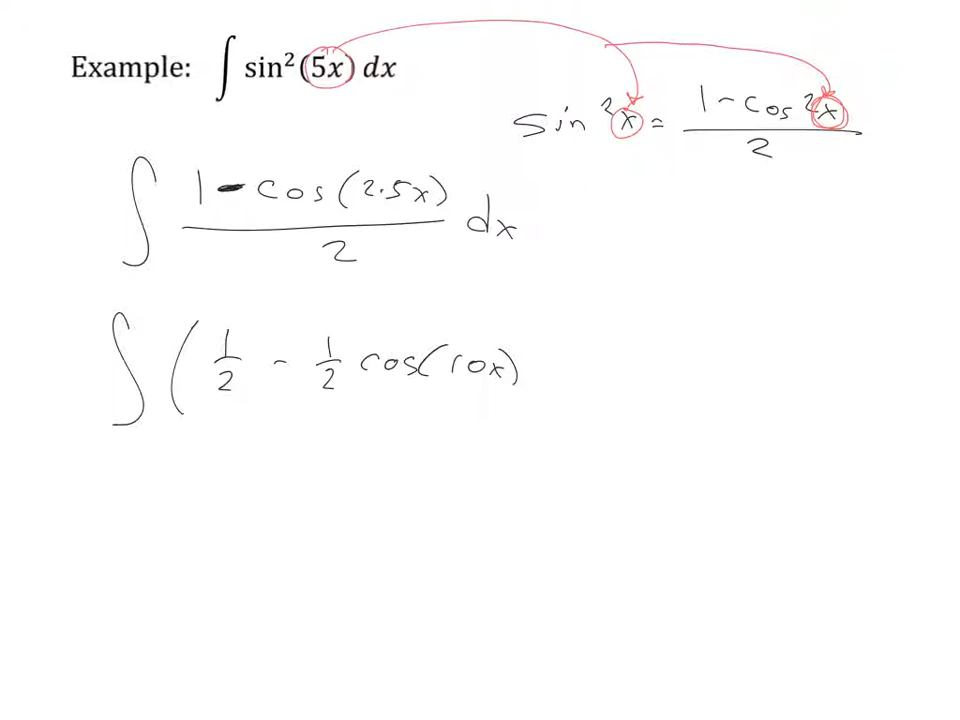 Example: ∫ sin²(5x) dx
sin²x = (1 - cos 2x)/2
∫ (1 - cos(2·5x))/2 dx
∫ ( 1/2 - 1/2 cos(10x)